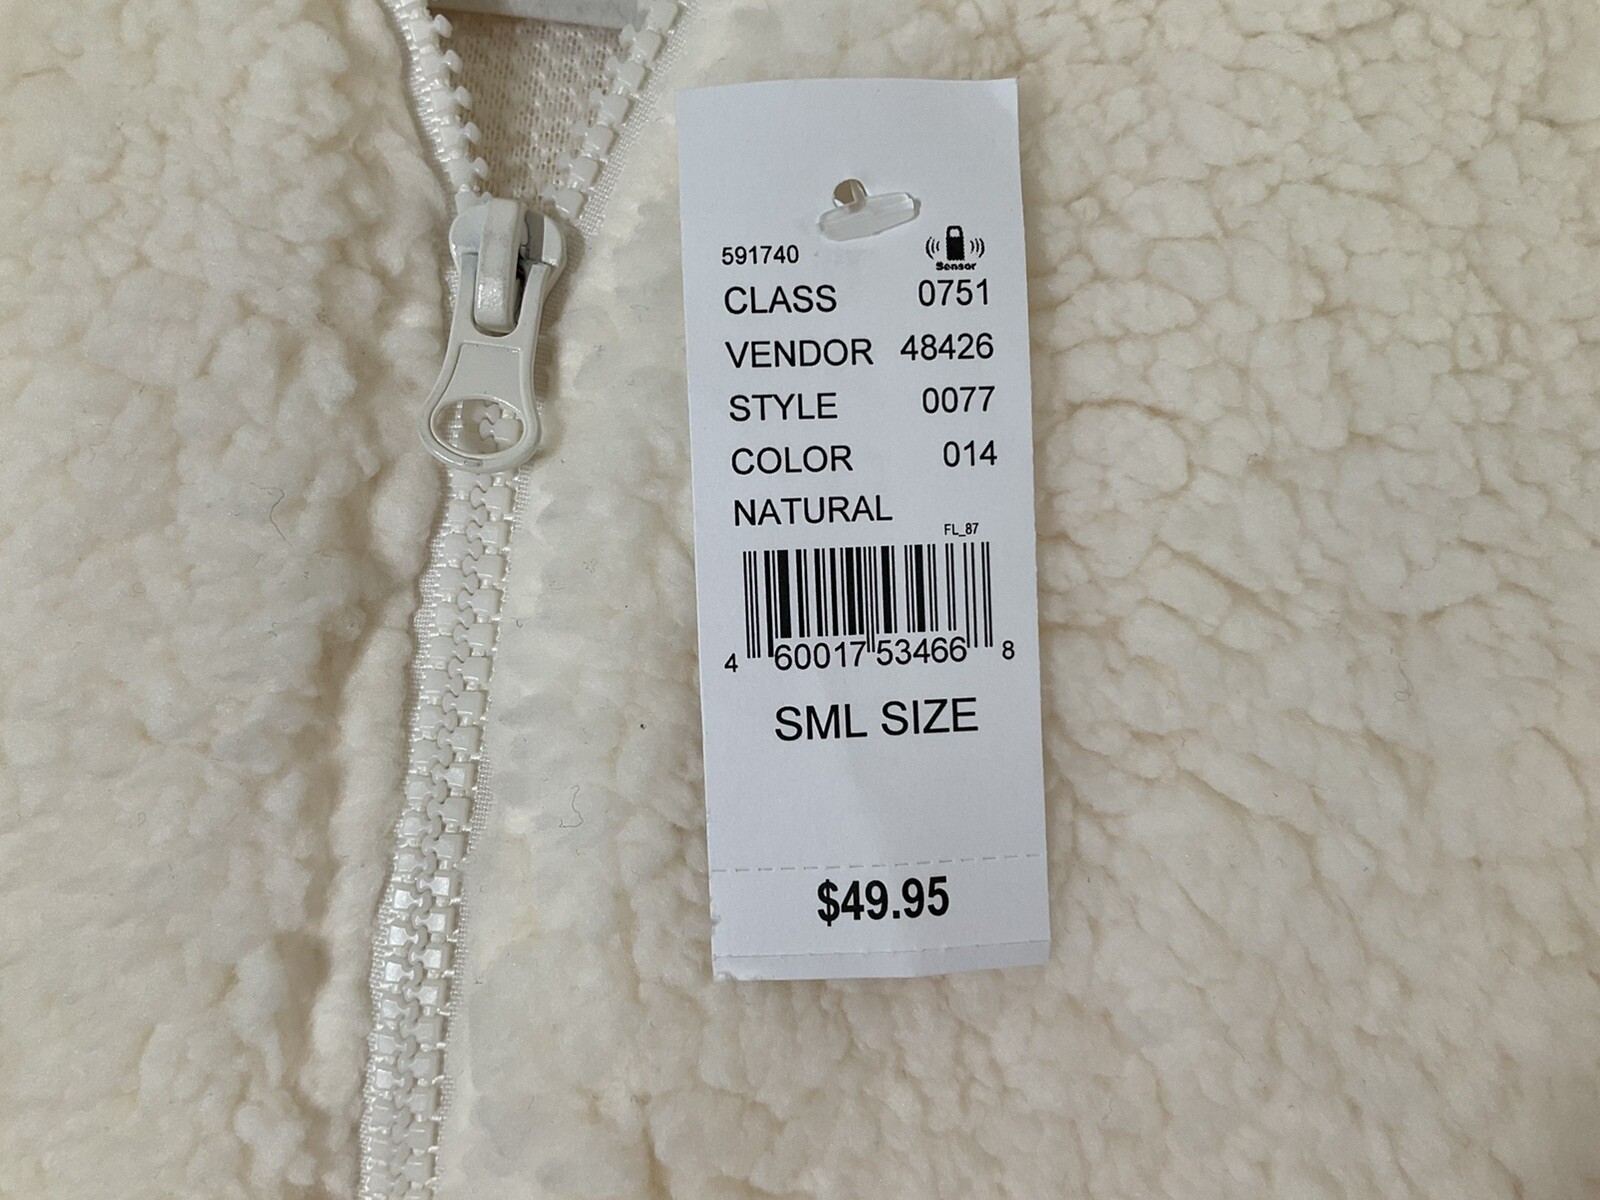 591740
Sensor
CLASS 0751
VENDOR 48426
STYLE 0077
COLOR 014
NATURAL
FL_87
4 60017 53466 8
SML SIZE
$49.95